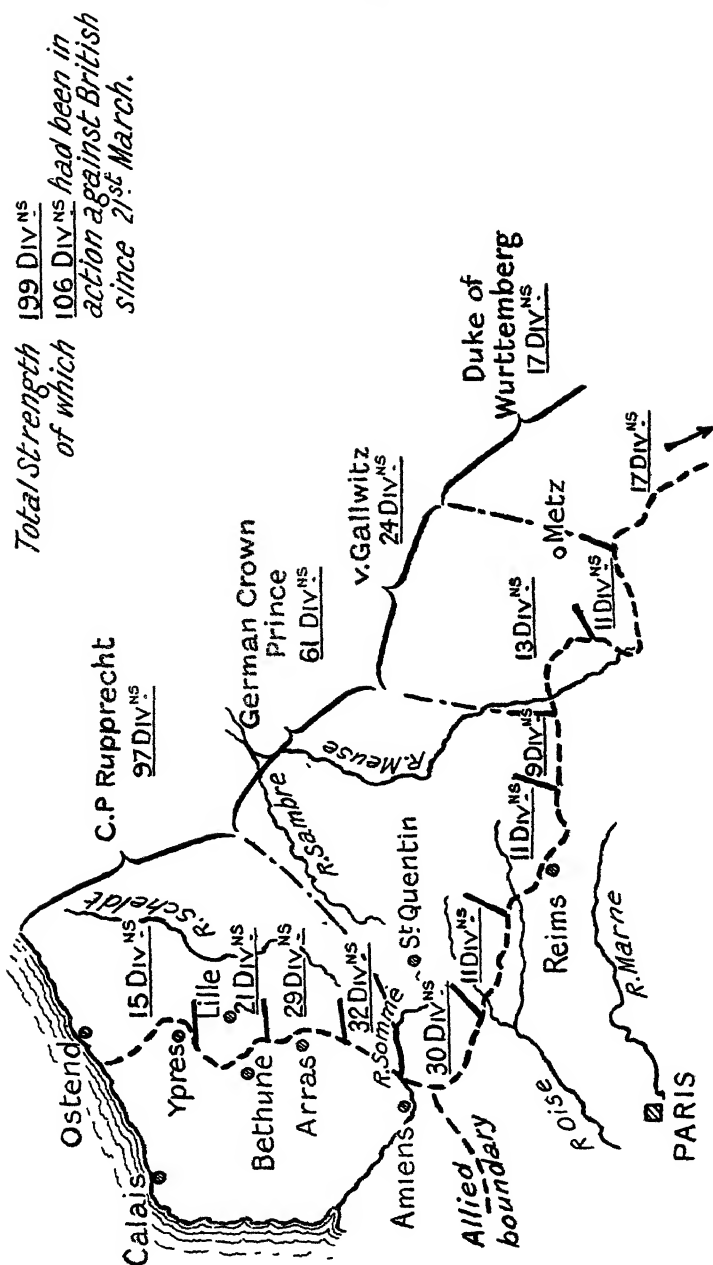 Total Strength 199 DIVNS
of which 106 DIVNS had been in
action against British
since 21st March.
C.P Rupprecht
97 DIVNS
German Crown
Prince
61 DIVNS
v. Gallwitz
24 DIVNS
Duke of
Wurttemberg
17 DIVNS
Ostend
Calais
Ypres
15 DIVNS
R. Scheldt
Lille
21 DIVNS
Bethune
Arras
29 DIVNS
R. Sambre
R. Meuse
32 DIVNS
R. Somme
St Quentin
Amiens
Allied
boundary
30 DIVNS
11 DIVNS
11 DIVNS
9 DIVNS
13 DIVNS
11 DIVNS
Metz
17 DIVNS
R Oise
Reims
R. Marne
PARIS